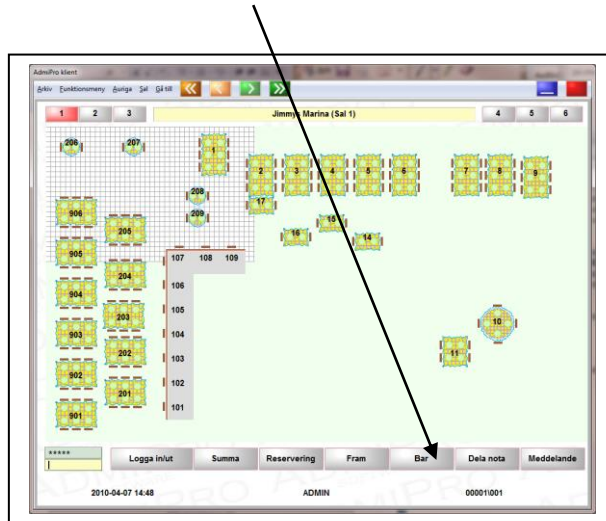 AdmiPro klient
Arkiv Funktionsmeny Auriga Sal Gå till
1 2 3 Jimmys Marina (Sal 1) 4 5 6
206 207 1
2 3 4 5 6 7 8 9
208 17
906 209 15
205 16 14
905 107 108 109
204 106
904 105
203 10
903 104
202 103 11
902 102
201
901 101
*****
Logga in/ut Summa Reservering Fram Bar Dela nota Meddelande
2010-04-07 14:48 ADMIN 00001\001